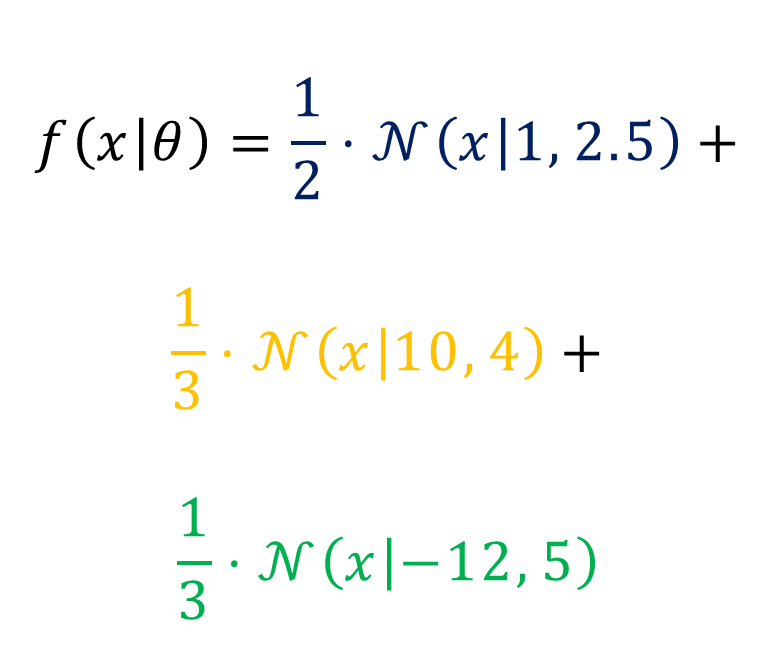 f(x|θ) = 1/2 · 𝒩(x|1, 2.5) +
1/3 · 𝒩(x|10, 4) +
1/3 · 𝒩(x|−12, 5)